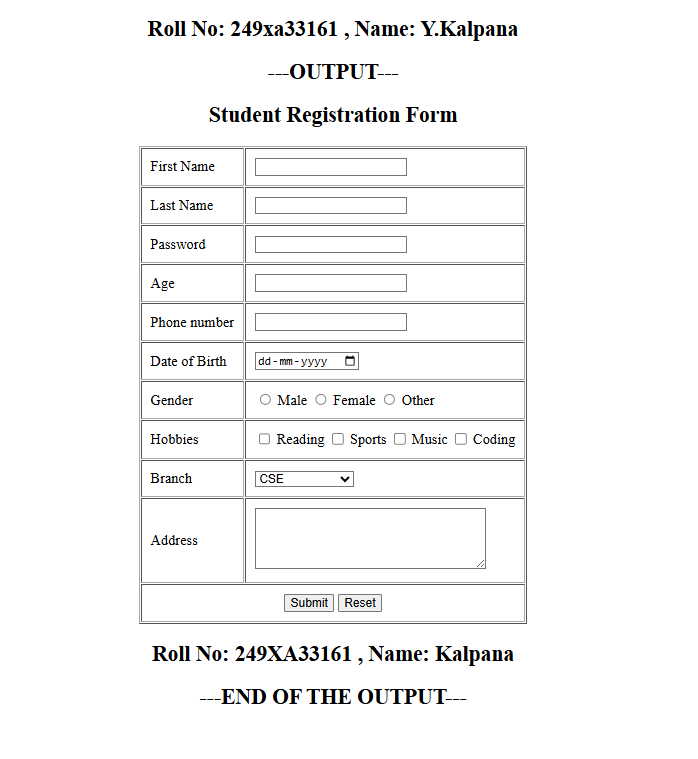 Roll No: 249xa33161 , Name: Y.Kalpana
---OUTPUT---
Student Registration Form
First Name
Last Name
Password
Age
Phone number
Date of Birth dd-mm-yyyy
Gender Male Female Other
Hobbies Reading Sports Music Coding
Branch CSE
Address
Submit Reset
Roll No: 249XA33161 , Name: Kalpana
---END OF THE OUTPUT---